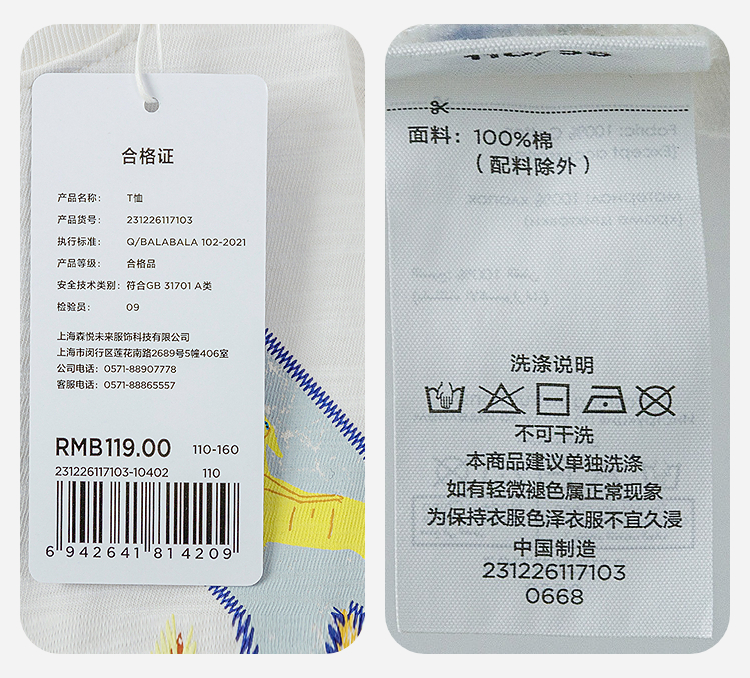 合格证
产品名称： T恤
产品货号： 231226117103
执行标准： Q/BALABALA 102-2021
产品等级： 合格品
安全技术类别： 符合GB 31701 A类
检验员： 09
上海森悦未来服饰科技有限公司
上海市闵行区莲花南路2689号5幢406室
公司电话：0571-88907778
客服电话：0571-88865557
RMB119.00 110-160
231226117103-10402 110
6 942641 814209
面料：100%棉
（配料除外）
洗涤说明
不可干洗
本商品建议单独洗涤
如有轻微褪色属正常现象
为保持衣服色泽衣服不宜久浸
中国制造
231226117103
0668